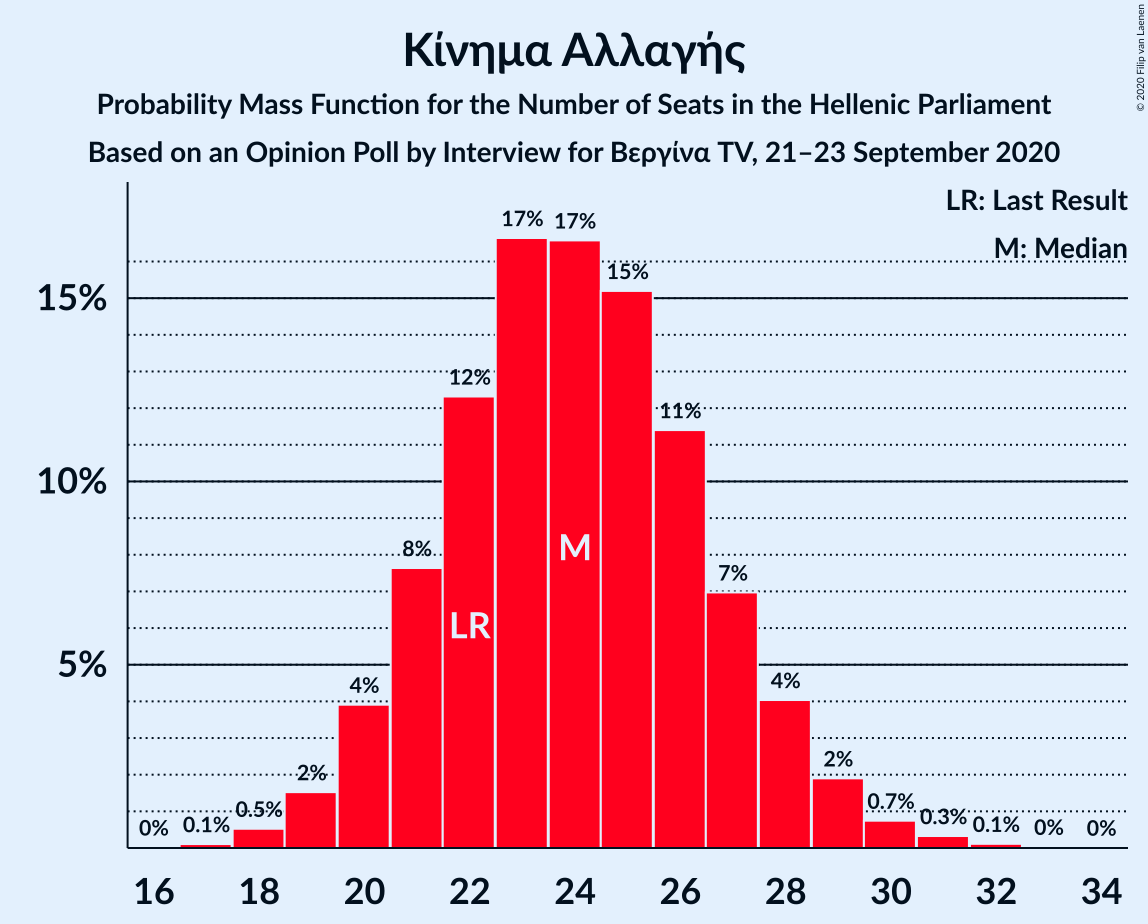 Κίνημα Αλλαγής
Probability Mass Function for the Number of Seats in the Hellenic Parliament
Based on an Opinion Poll by Interview for Βεργίνα TV, 21–23 September 2020
© 2020 Filip van Laenen
LR: Last Result
M: Median
15%
10%
5%
0%
0.1%
0.5%
2%
4%
8%
12%
17%
17%
15%
11%
7%
4%
2%
0.7%
0.3%
0.1%
0%
0%
LR
M
16 18 20 22 24 26 28 30 32 34